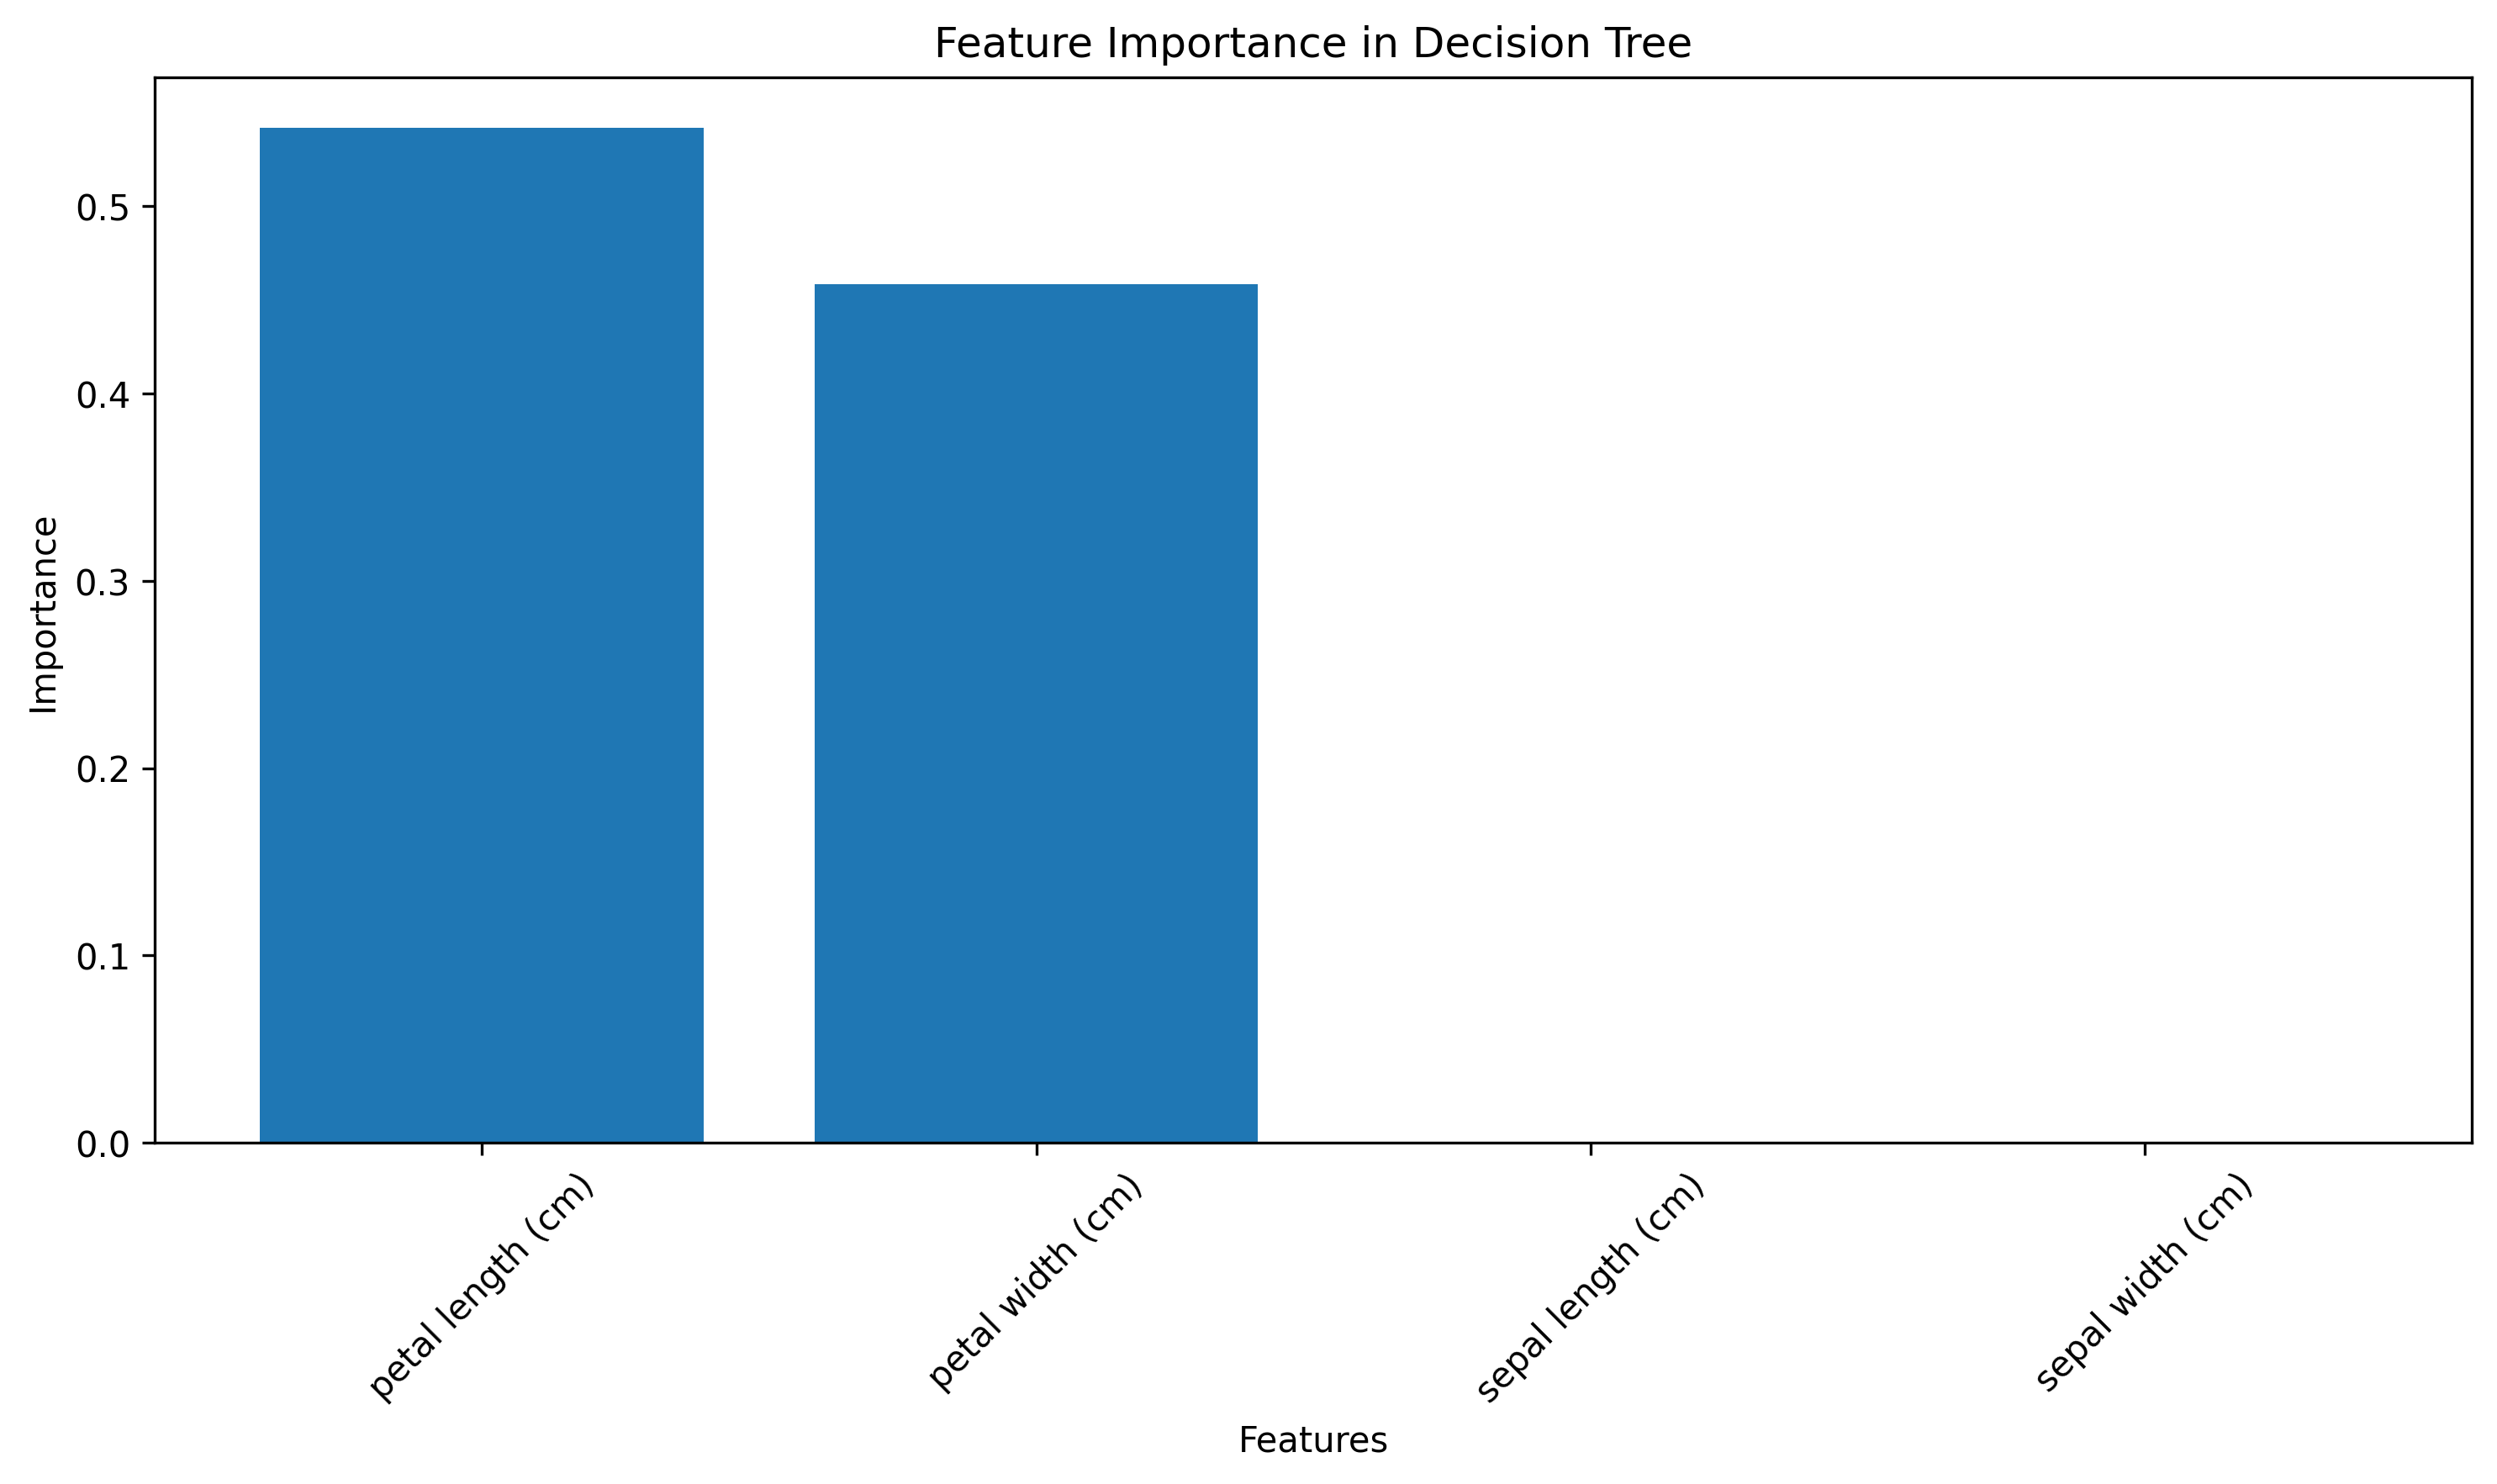 Feature Importance in Decision Tree
Importance
0.5
0.4
0.3
0.2
0.1
0.0
petal length (cm)
petal width (cm)
sepal length (cm)
sepal width (cm)
Features